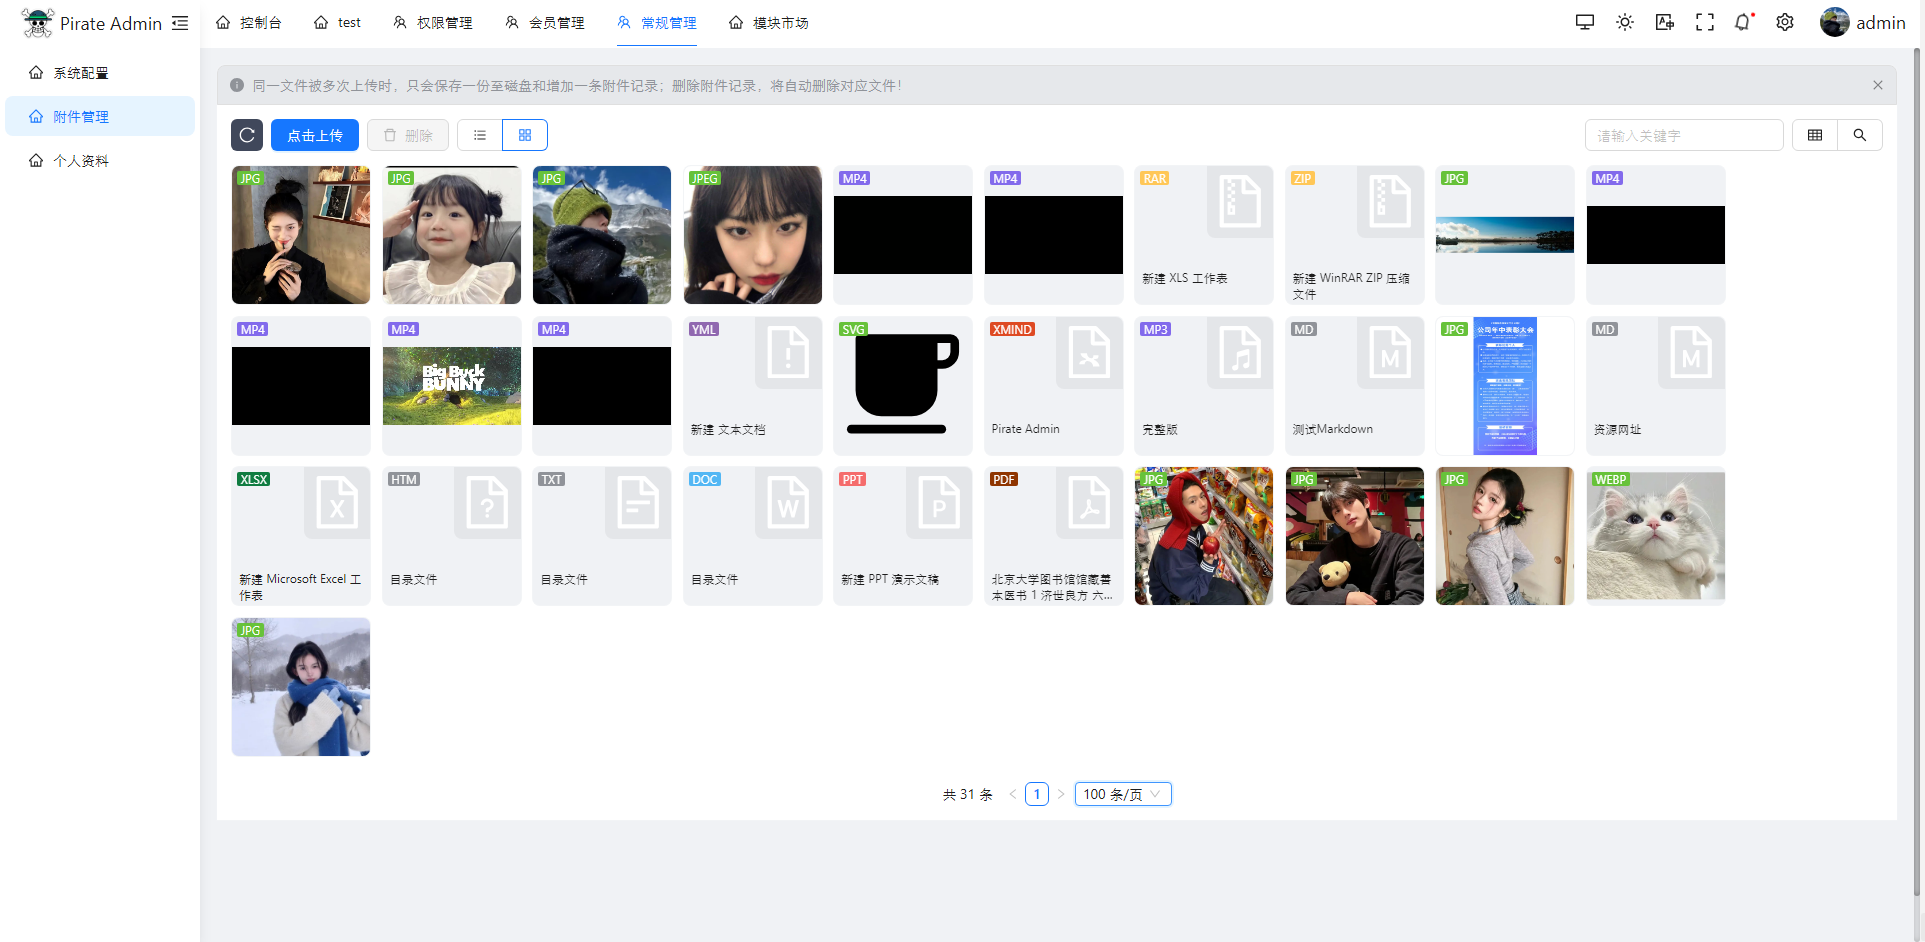 Pirate Admin
控制台
test
权限管理
会员管理
常规管理
模块市场
admin
系统配置
附件管理
个人资料
同一文件被多次上传时，只会保存一份至磁盘和增加一条附件记录；删除附件记录，将自动删除对应文件！
点击上传
删除
请输入关键字
JPG
JPG
JPG
JPEG
MP4
MP4
RAR
新建 XLS 工作表
ZIP
新建 WinRAR ZIP 压缩
文件
JPG
MP4
MP4
MP4
Big Buck
BUNNY
MP4
YML
新建 文本文档
SVG
XMIND
Pirate Admin
MP3
完整版
MD
M
测试Markdown
JPG
公司年中表彰大会
MD
M
资源网址
XLSX
X
新建 Microsoft Excel 工
作表
HTM
?
目录文件
TXT
目录文件
DOC
W
目录文件
PPT
P
新建 PPT 演示文稿
PDF
北京大学图书馆馆藏善
本医书 1 济世良方 六...
JPG
JPG
JPG
WEBP
JPG
共 31 条
1
100 条/页